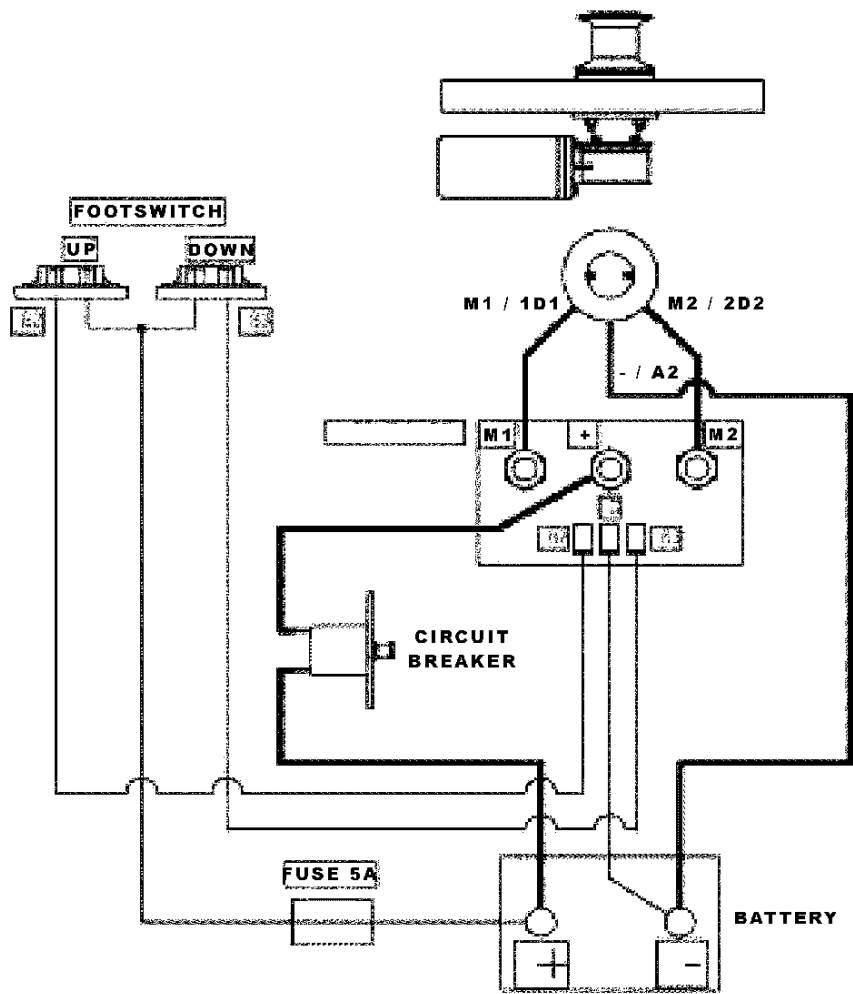 FOOTSWITCH
UP
DOWN
M1 / 1D1
M2 / 2D2
- / A2
M1
+
M2
CIRCUIT
BREAKER
FUSE 5A
BATTERY
+
-